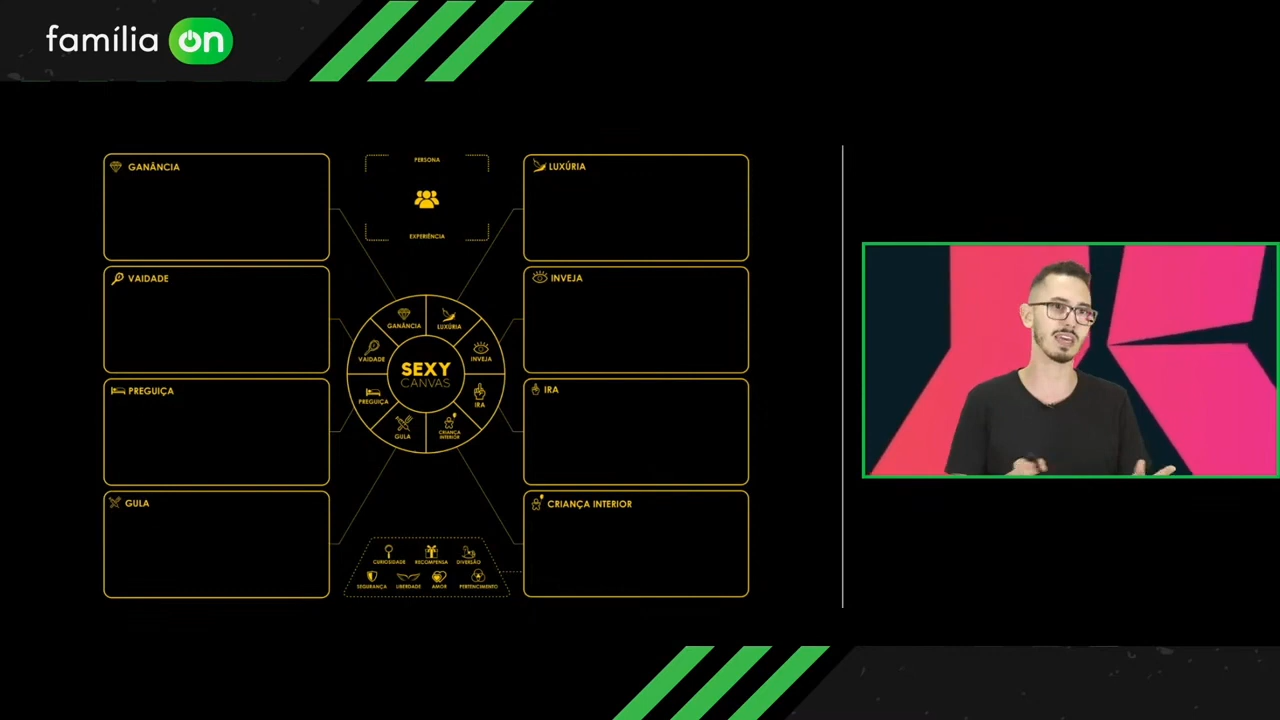 família on
GANÂNCIA
VAIDADE
PREGUIÇA
GULA
PERSONA
EXPERIÊNCIA
GANÂNCIA
LUXÚRIA
VAIDADE
INVEJA
SEXY
CANVAS
PREGUIÇA
IRA
GULA
CRIANÇA
INTERIOR
CURIOSIDADE
RECOMPENSA
DIVERSÃO
SEGURANÇA
LIBERDADE
AMOR
PERTENCIMENTO
LUXÚRIA
INVEJA
IRA
CRIANÇA INTERIOR